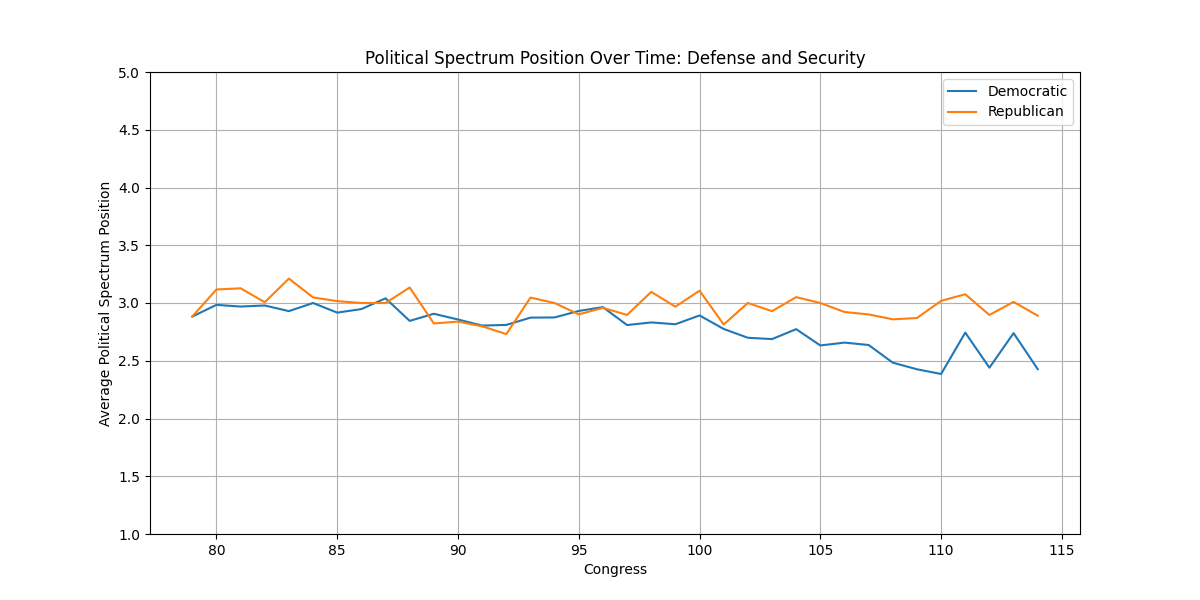 Political Spectrum Position Over Time: Defense and Security
Democratic
Republican
Average Political Spectrum Position
5.0
4.5
4.0
3.5
3.0
2.5
2.0
1.5
1.0
80 85 90 95 100 105 110 115
Congress